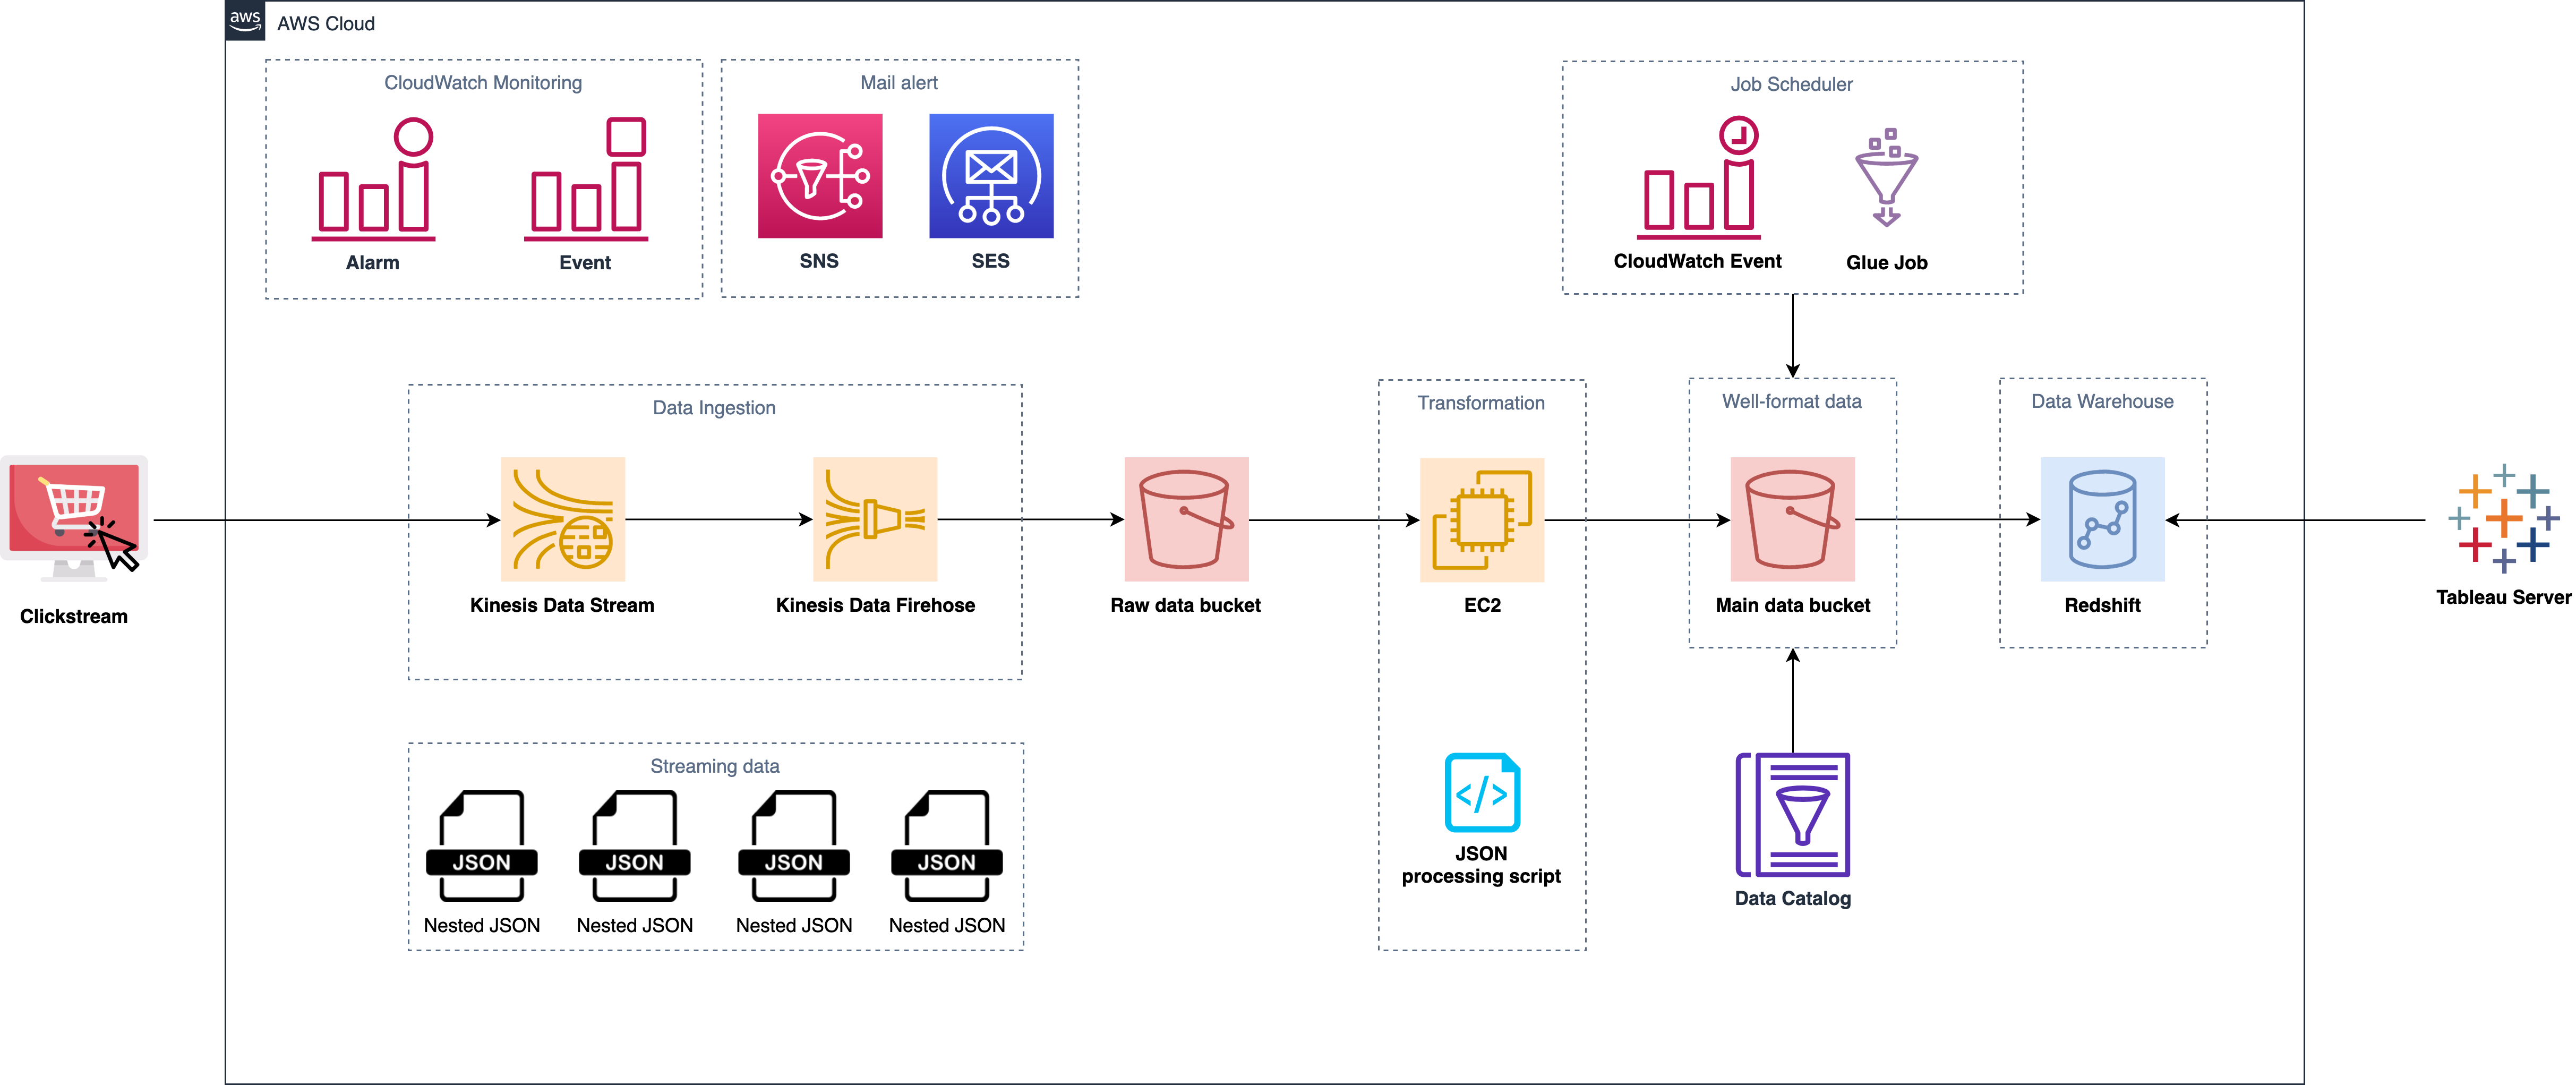 aws
AWS Cloud
CloudWatch Monitoring
Alarm
Event
Mail alert
SNS
SES
Job Scheduler
CloudWatch Event
Glue Job
Clickstream
Data Ingestion
Kinesis Data Stream
Kinesis Data Firehose
Raw data bucket
Transformation
EC2
JSON
processing script
Well-format data
Main data bucket
Data Warehouse
Redshift
Tableau Server
Streaming data
JSON
JSON
JSON
JSON
Nested JSON
Nested JSON
Nested JSON
Nested JSON
</>
Data Catalog